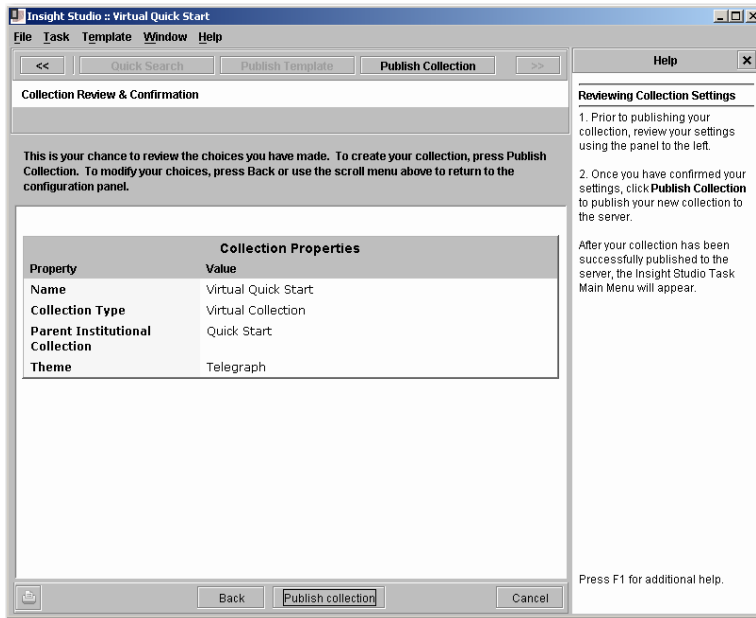 Insight Studio :: Virtual Quick Start
File Task Template Window Help
<< Quick Search Publish Template Publish Collection >>
Collection Review & Confirmation
This is your chance to review the choices you have made. To create your collection, press Publish
Collection. To modify your choices, press Back or use the scroll menu above to return to the
configuration panel.
Collection Properties
Property Value
Name Virtual Quick Start
Collection Type Virtual Collection
Parent Institutional Quick Start
Collection
Theme Telegraph
Back Publish collection Cancel
Help X
Reviewing Collection Settings
1. Prior to publishing your
collection, review your settings
using the panel to the left.
2. Once you have confirmed your
settings, click Publish Collection
to publish your new collection to
the server.
After your collection has been
successfully published to the
server, the Insight Studio Task
Main Menu will appear.
Press F1 for additional help.